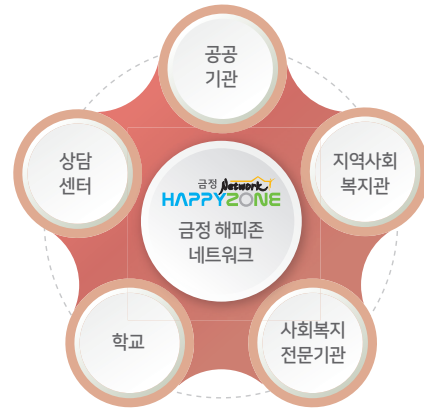 공공
기관
상담
센터
지역사회
복지관
금정 Network
HAPPYZONE
금정 해피존
네트워크
학교
사회복지
전문기관